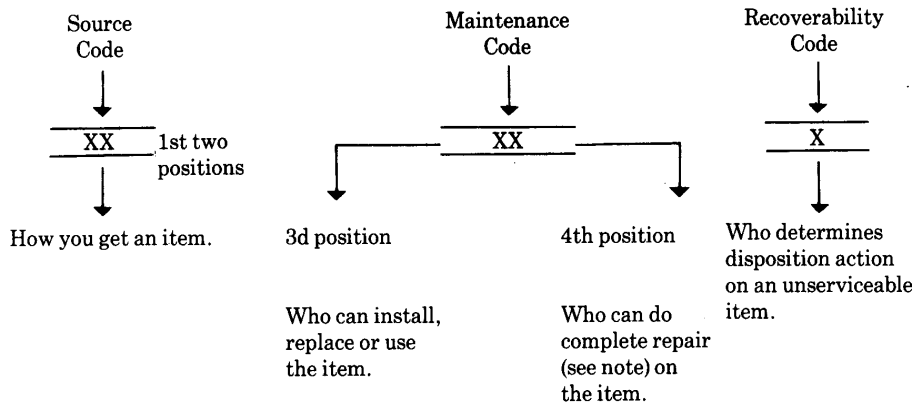 Source
Code
XX
1st two
positions
How you get an item.
Maintenance
Code
XX
3d position
Who can install,
replace or use
the item.
4th position
Who can do
complete repair
(see note) on
the item.
Recoverability
Code
X
Who determines
disposition action
on an unserviceable
item.